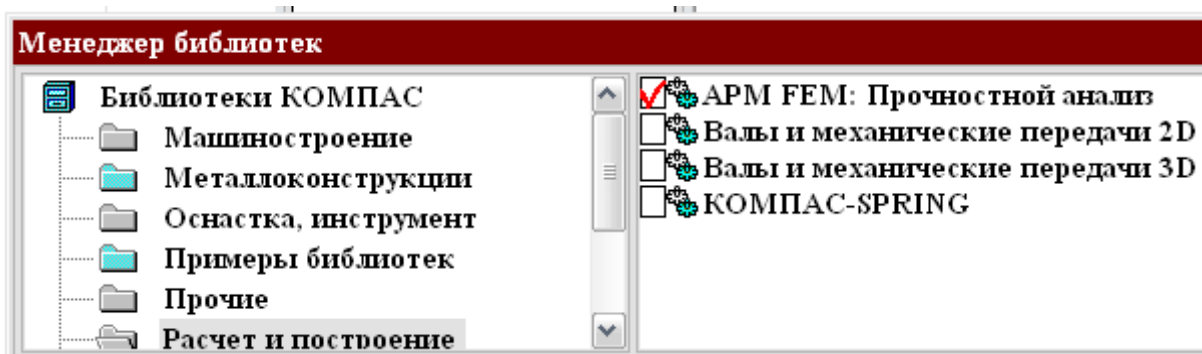 Менеджер библиотек
Библиотеки КОМПАС
Машиностроение
Металлоконструкции
Оснастка, инструмент
Примеры библиотек
Прочие
Расчет и построение
APM FEM: Прочностной анализ
Валы и механические передачи 2D
Валы и механические передачи 3D
КОМПАС-SPRING